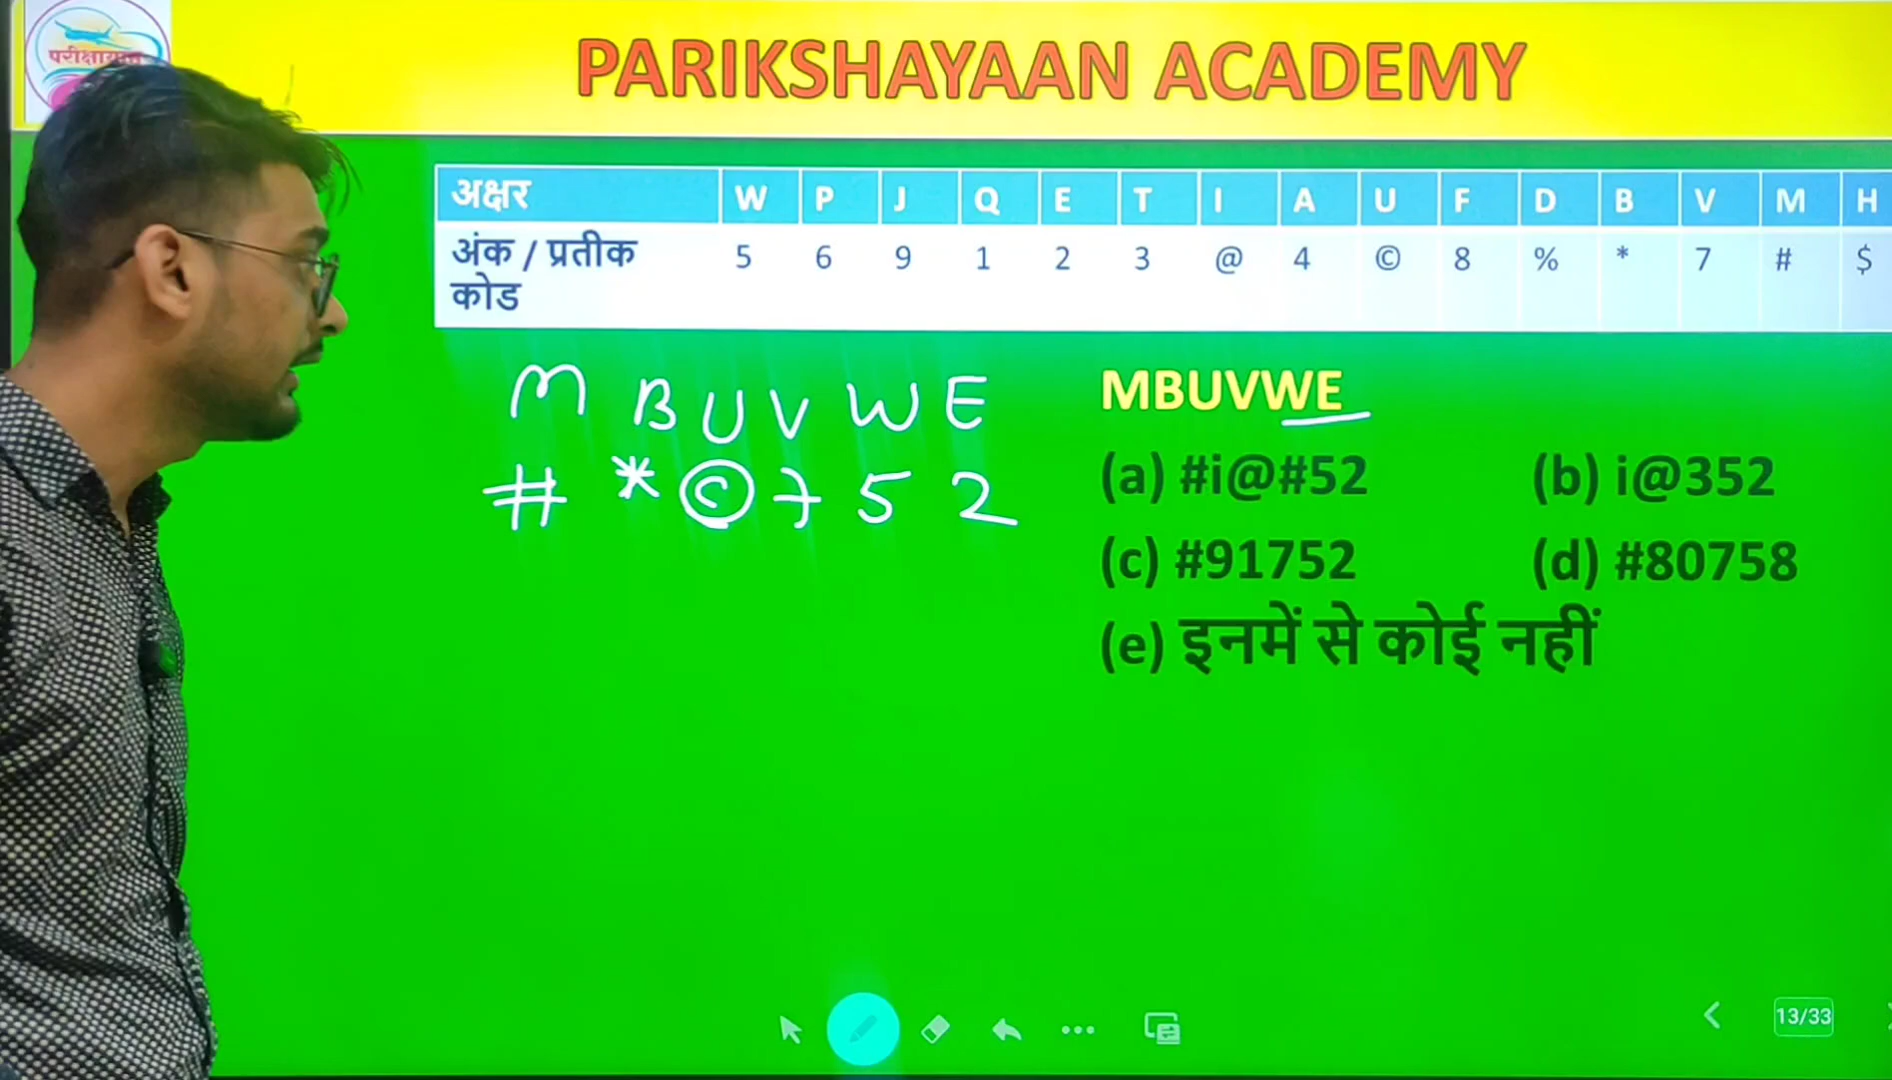 परीक्षायान
PARIKSHAYAAN ACADEMY
अक्षर W P J Q E T I A U F D B V M H
अंक / प्रतीक कोड 5 6 9 1 2 3 @ 4 © 8 % * 7 # $
M B U V W E
# * © 7 5 2
MBUVWE
(a) #i@#52 (b) i@352
(c) #91752 (d) #80758
(e) इनमें से कोई नहीं
13/33